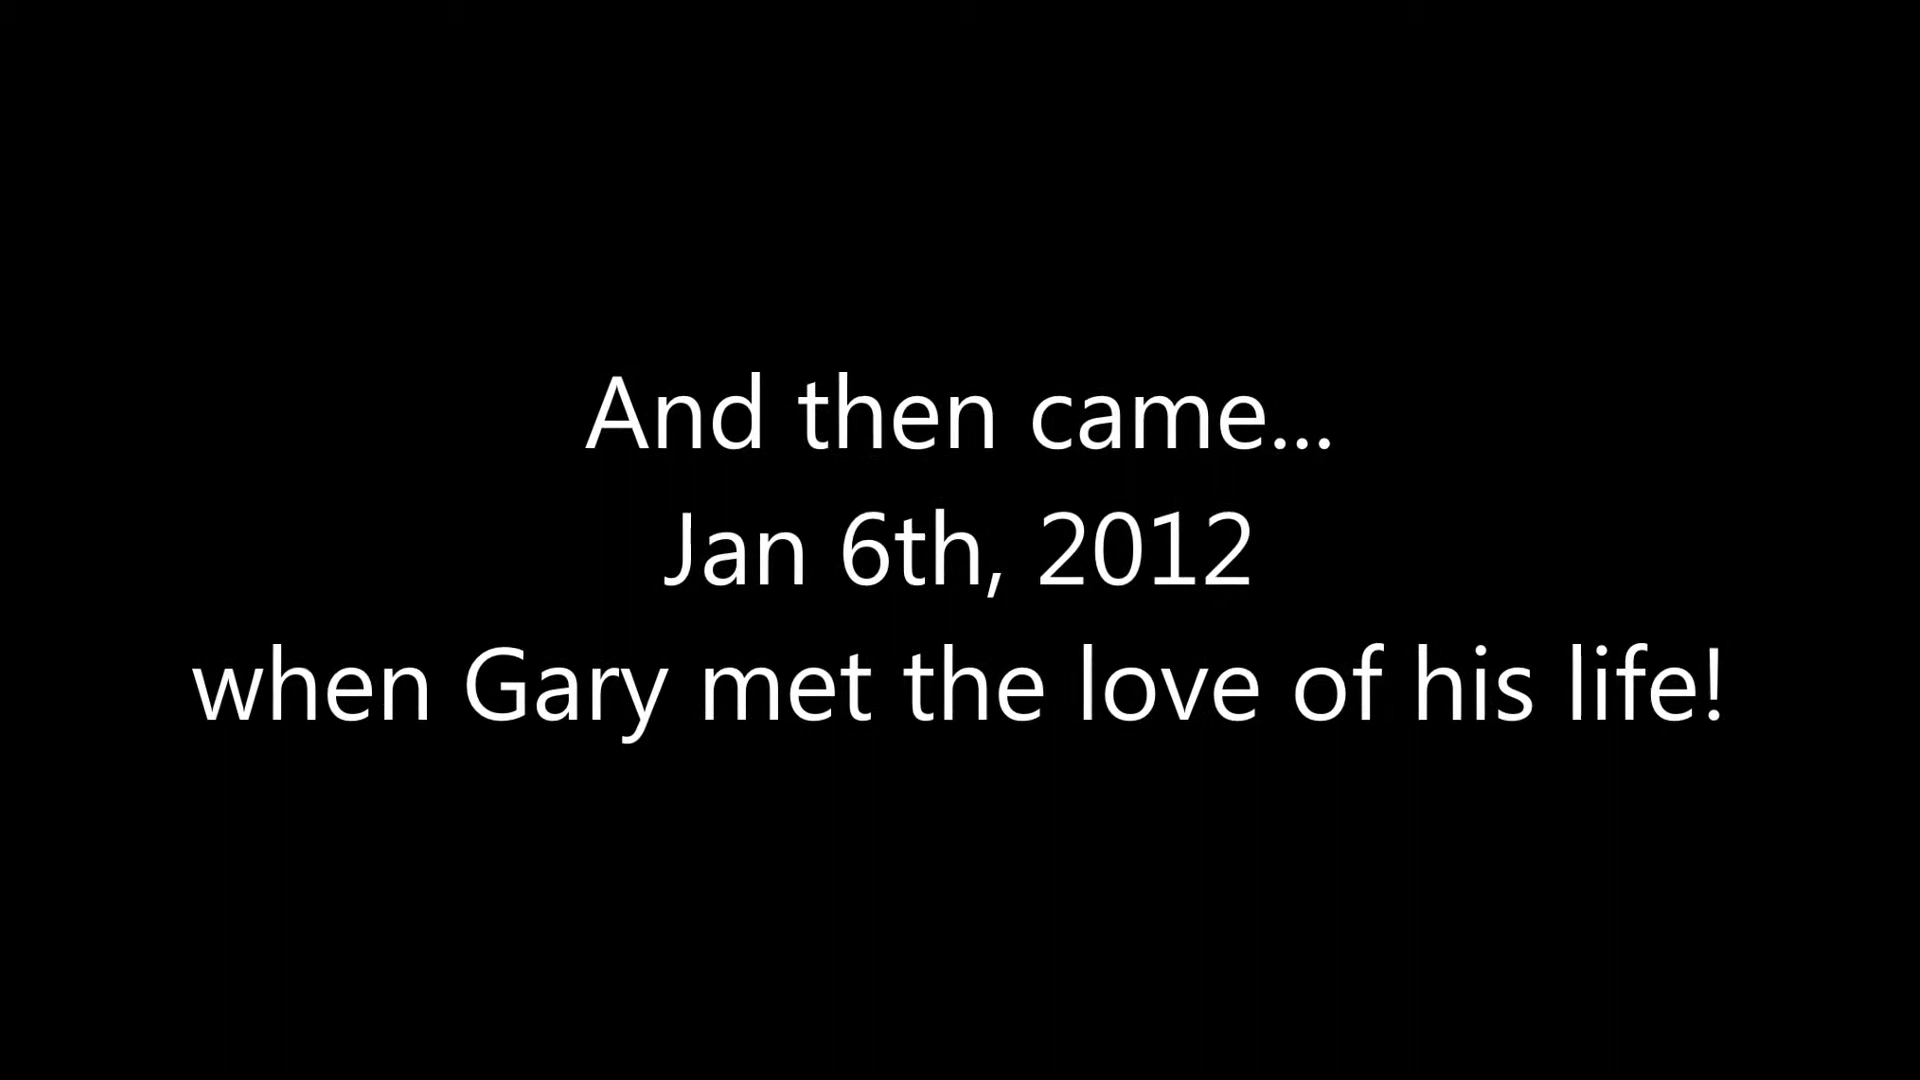 And then came...
Jan 6th, 2012
when Gary met the love of his life!